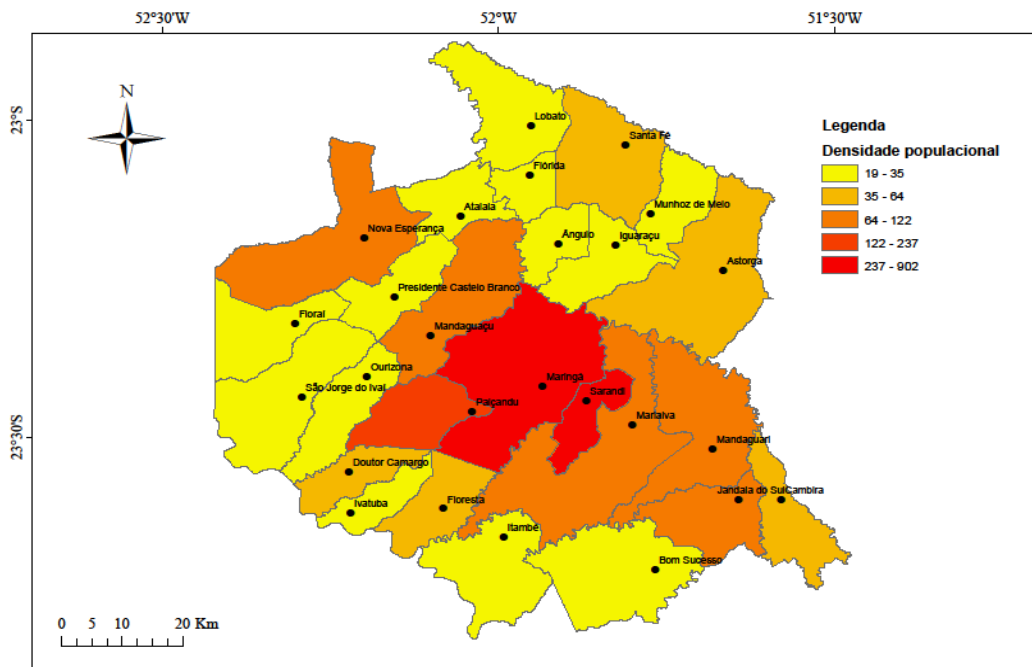 52°30'W 52°W 51°30'W
N
23°S
23°30'S
Lobato
Santa Fé
Flórida
Munhoz de Melo
Atalaia
Nova Esperança
Ângulo
Iguaraçu
Astorga
Presidente Castelo Branco
Floraí
Mandaguaçu
Ourizona
São Jorge do Ivaí
Maringá
Sarandi
Paiçandu
Marialva
Mandaguari
Doutor Camargo
Jandaia do Sul Cambira
Ivatuba
Floresta
Itambé
Bom Sucesso
Legenda
Densidade populacional
19 - 35
35 - 64
64 - 122
122 - 237
237 - 902
0 5 10 20 Km